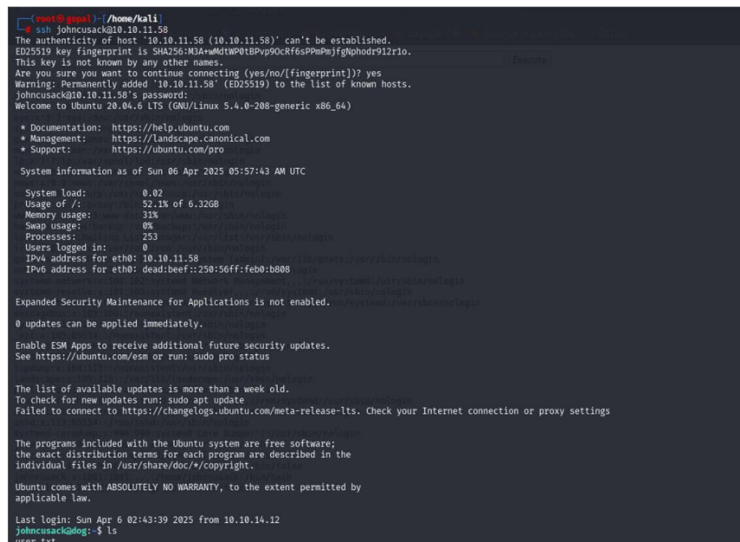 (root㉿gopal)-[/home/kali]
# ssh johncusack@10.10.11.58
The authenticity of host '10.10.11.58 (10.10.11.58)' can't be established.
ED25519 key fingerprint is SHA256:M3A+wMdtWP0tBPvp9OcRf6sPPmPmjfgNphodr912r1o.
This key is not known by any other names.
Are you sure you want to continue connecting (yes/no/[fingerprint])? yes
Warning: Permanently added '10.10.11.58' (ED25519) to the list of known hosts.
johncusack@10.10.11.58's password:
Welcome to Ubuntu 20.04.6 LTS (GNU/Linux 5.4.0-208-generic x86_64)
* Documentation: https://help.ubuntu.com
* Management: https://landscape.canonical.com
* Support: https://ubuntu.com/pro
System information as of Sun 06 Apr 2025 05:57:43 AM UTC
System load: 0.02
Usage of /: 52.1% of 6.32GB
Memory usage: 31%
Swap usage: 0%
Processes: 253
Users logged in: 0
IPv4 address for eth0: 10.10.11.58
IPv6 address for eth0: dead:beef::250:56ff:feb0:b808
Expanded Security Maintenance for Applications is not enabled.
0 updates can be applied immediately.
Enable ESM Apps to receive additional future security updates.
See https://ubuntu.com/esm or run: sudo pro status
The list of available updates is more than a week old.
To check for new updates run: sudo apt update
Failed to connect to https://changelogs.ubuntu.com/meta-release-lts. Check your Internet connection or proxy settings
The programs included with the Ubuntu system are free software;
the exact distribution terms for each program are described in the
individual files in /usr/share/doc/*/copyright.
Ubuntu comes with ABSOLUTELY NO WARRANTY, to the extent permitted by
applicable law.
Last login: Sun Apr 6 02:43:39 2025 from 10.10.14.12
johncusack@dog:~$ ls
user.txt